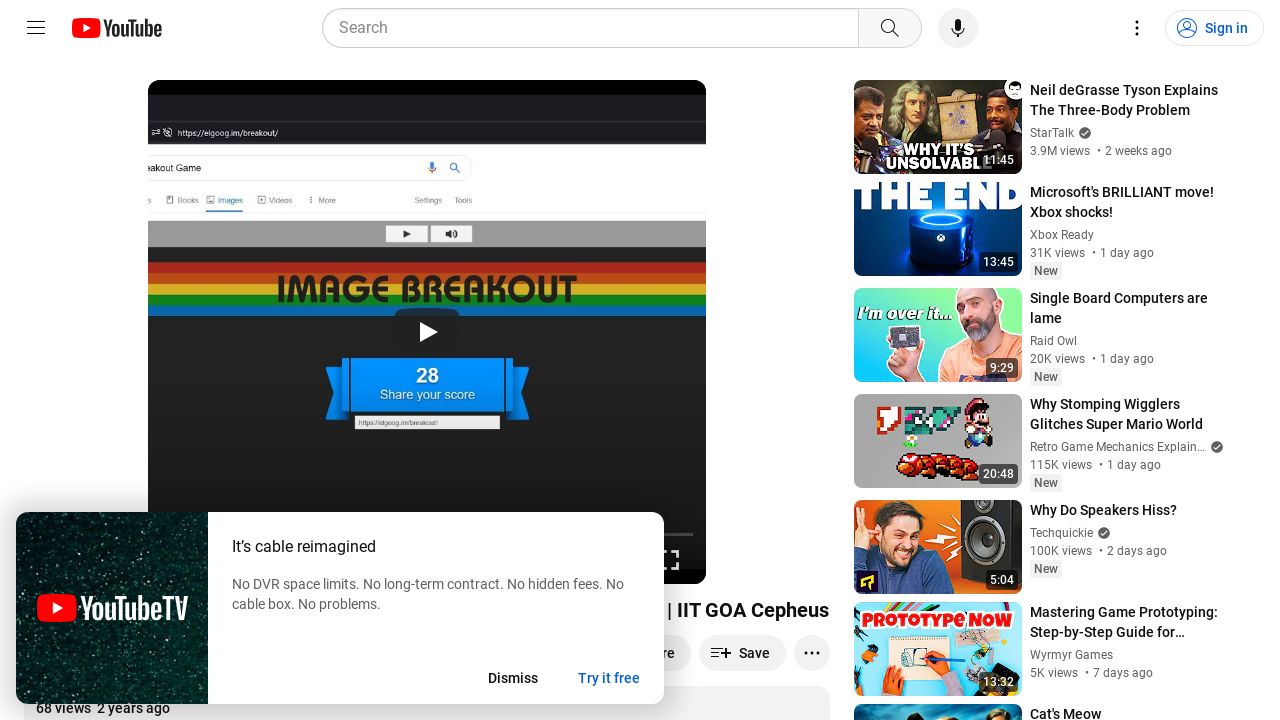 YouTube
Search
Sign in
https://elgoog.im/breakout/
eakout Game
s
Books
Images
Videos
More
Settings
Tools
IMAGE BREAKOUT
28
Share your score
https://elgoog.im/breakout/
YouTubeTV
It's cable reimagined
No DVR space limits. No long-term contract. No hidden fees. No
cable box. No problems.
Dismiss
Try it free
| IIT GOA Cepheus
re
Save
68 views 2 years ago
WHY IT'S
UNSOLVABL
11:45
Neil deGrasse Tyson Explains
The Three-Body Problem
StarTalk
3.9M views • 2 weeks ago
THE END
13:45
Microsoft's BRILLIANT move!
Xbox shocks!
Xbox Ready
31K views • 1 day ago
New
I'm over it...
9:29
Single Board Computers are
lame
Raid Owl
20K views • 1 day ago
New
20:48
Why Stomping Wigglers
Glitches Super Mario World
Retro Game Mechanics Explain...
115K views • 1 day ago
New
5:04
Why Do Speakers Hiss?
Techquickie
100K views • 2 days ago
New
PROTOTYPE NOW
13:32
Mastering Game Prototyping:
Step-by-Step Guide for...
Wyrmyr Games
5K views • 7 days ago
Cat's Meow